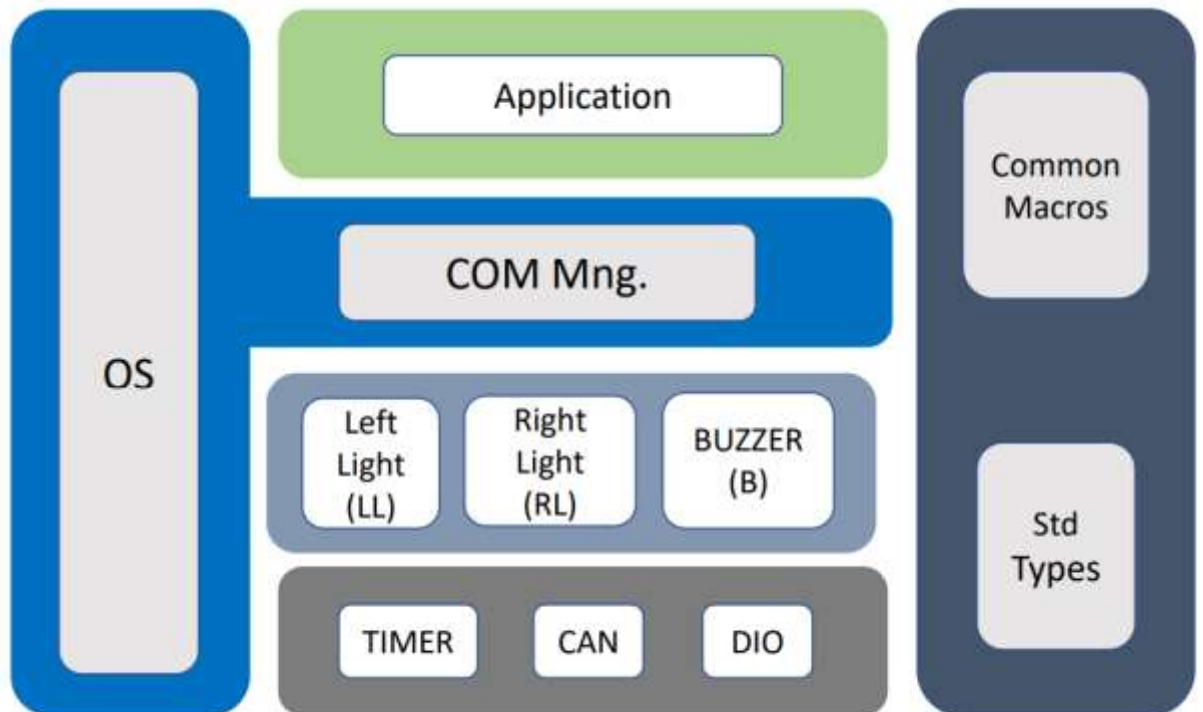 OS
Application
COM Mng.
Left
Light
(LL)
Right
Light
(RL)
BUZZER
(B)
TIMER
CAN
DIO
Common
Macros
Std
Types